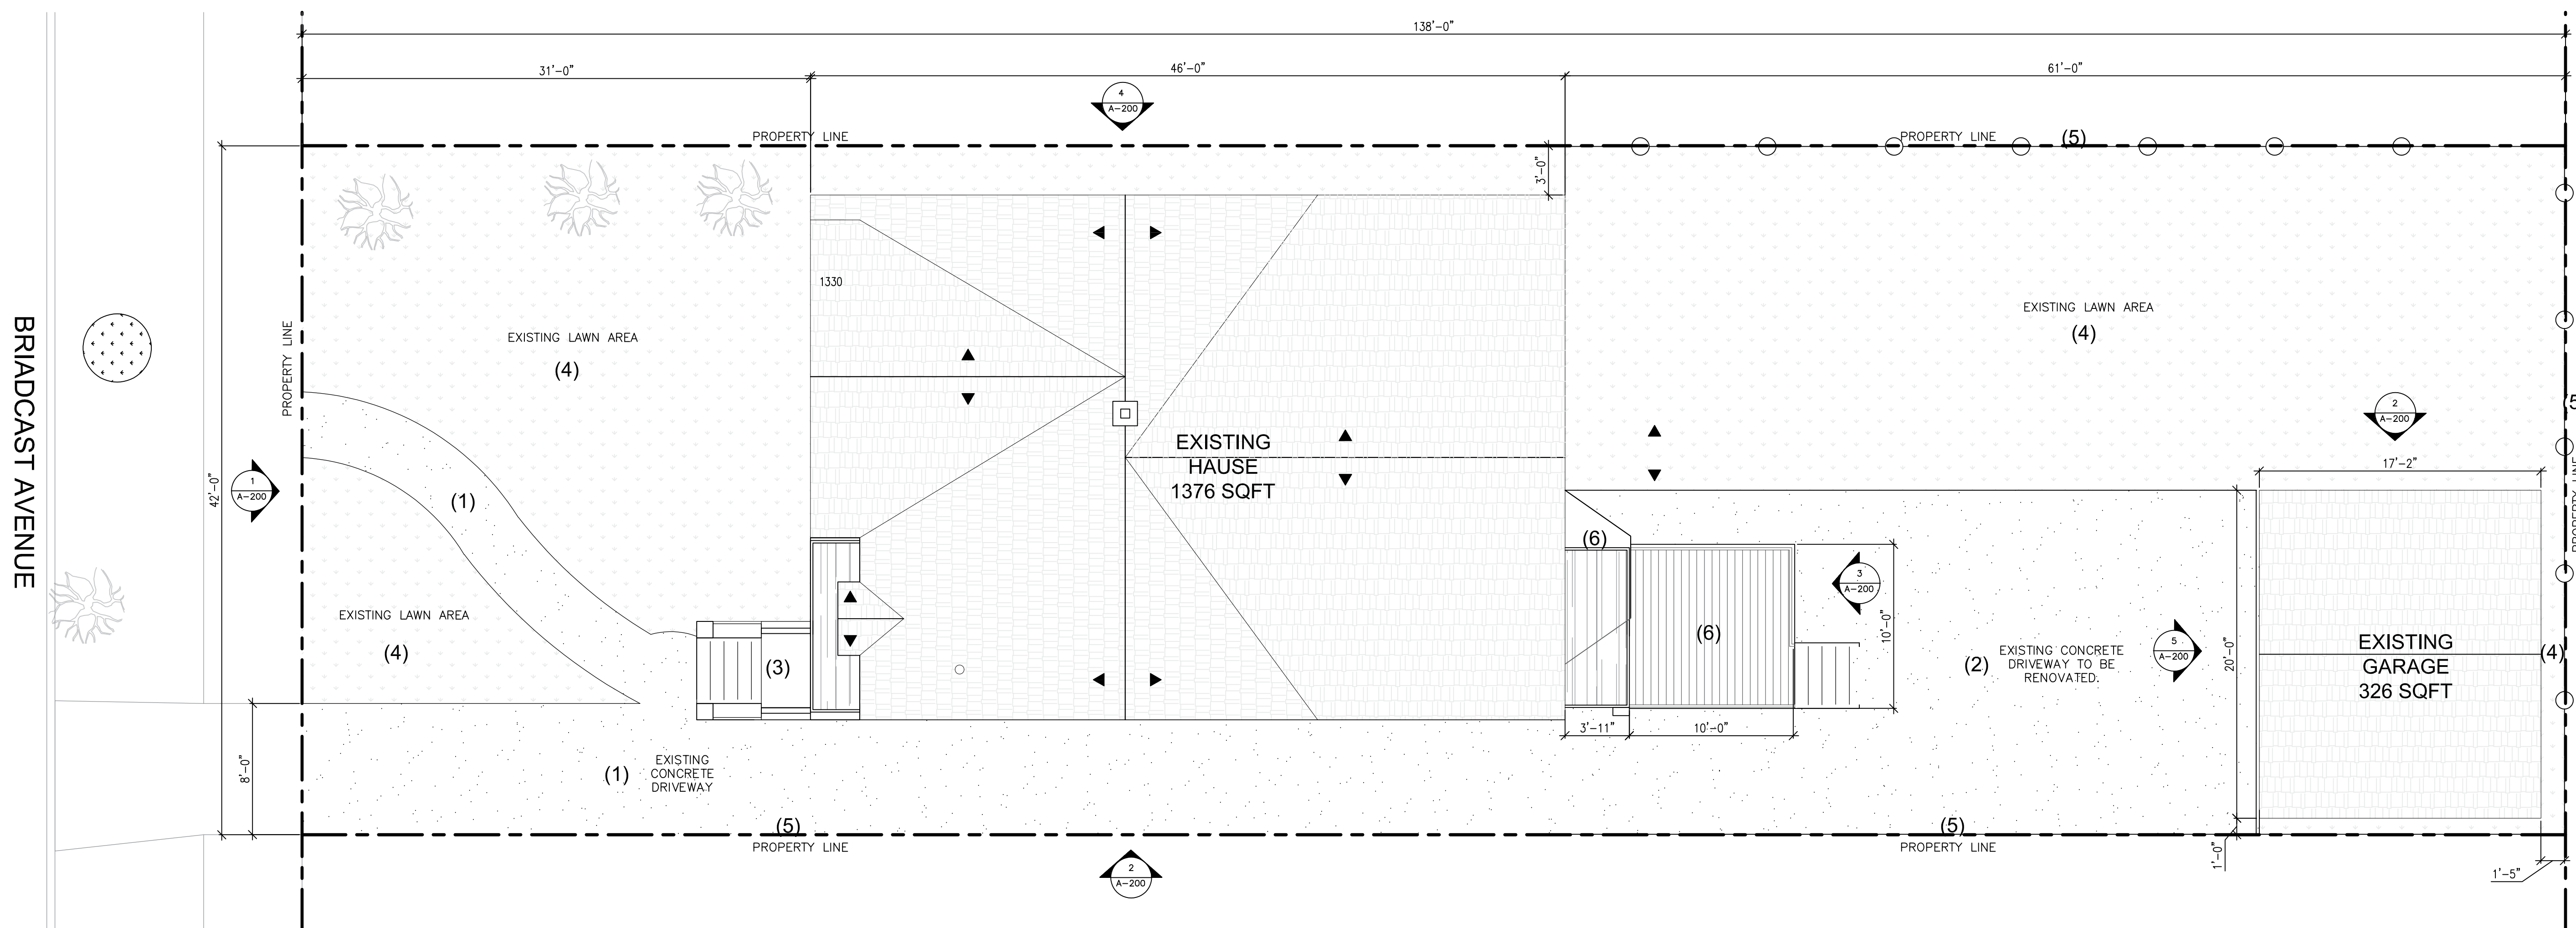 138'-0"
31'-0"
46'-0"
61'-0"
4
A-200
PROPERTY LINE
PROPERTY LINE
(5)
3'-0"
1330
EXISTING LAWN AREA
(4)
EXISTING LAWN AREA
(4)
BRIADCAST AVENUE
PROPERTY LINE
42'-0"
1
A-200
(1)
EXISTING
HAUSE
1376 SQFT
2
A-200
(5
PROPERTY LINE
17'-2"
EXISTING LAWN AREA
(4)
(3)
(6)
(6)
3
A-200
10'-0"
(2)
EXISTING CONCRETE
DRIVEWAY TO BE
RENOVATED.
5
A-200
20'-0"
EXISTING
GARAGE
326 SQFT
(4)
3'-11"
10'-0"
8'-0"
(1)
EXISTING
CONCRETE
DRIVEWAY
(5)
PROPERTY LINE
(5)
PROPERTY LINE
2
A-200
1'-0"
1'-5"